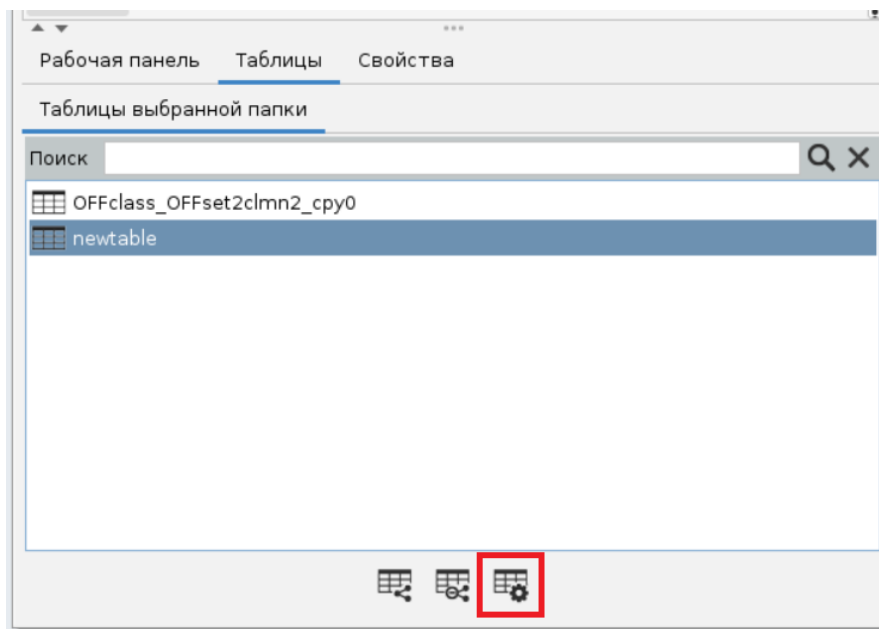 Рабочая панель Таблицы Свойства
Таблицы выбранной папки
Поиск
OFFclass_OFFset2clmn2_cpy0
newtable